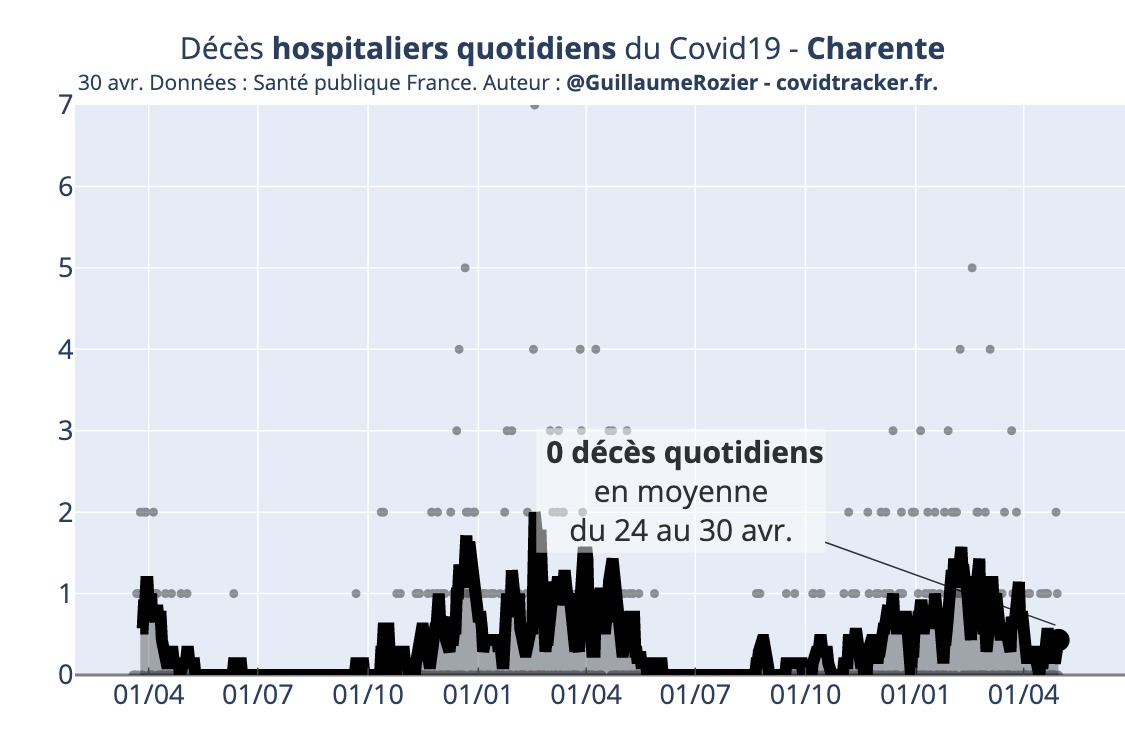 Décès hospitaliers quotidiens du Covid19 - Charente
30 avr. Données : Santé publique France. Auteur : @GuillaumeRozier - covidtracker.fr.
7
6
5
4
3
2
1
0
0 décès quotidiens
en moyenne
du 24 au 30 avr.
01/04 01/07 01/10 01/01 01/04 01/07 01/10 01/01 01/04